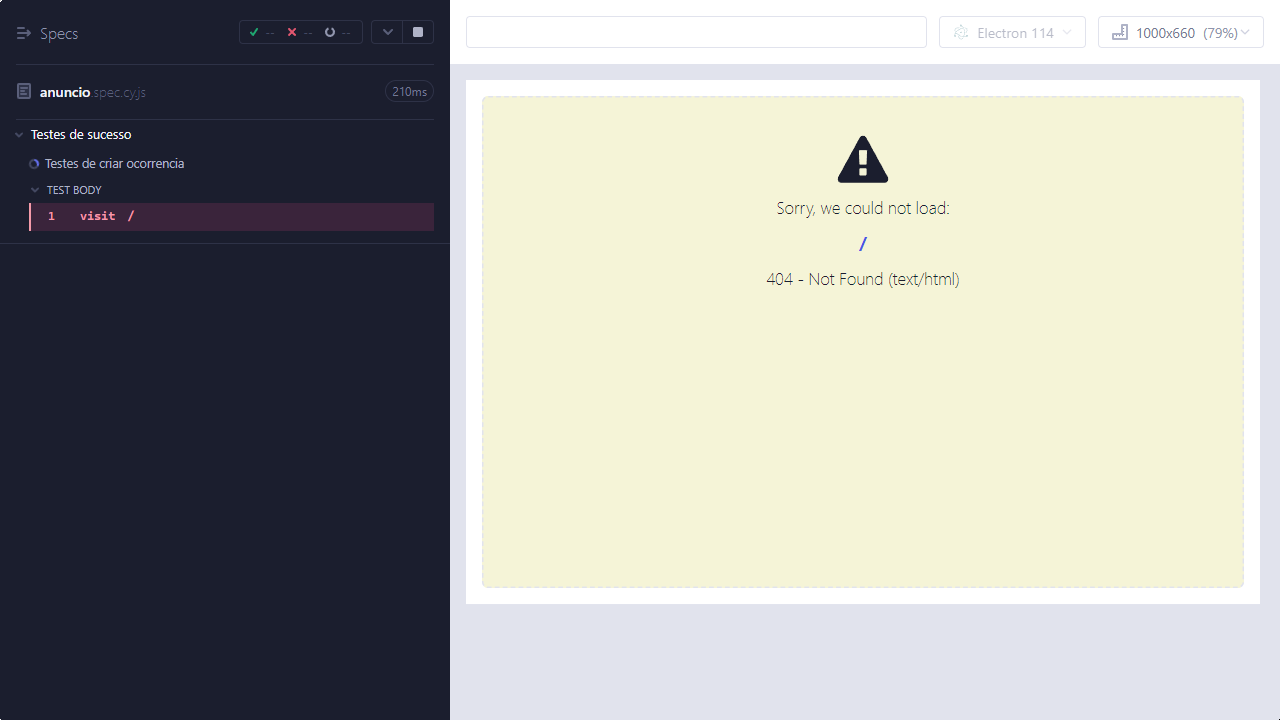 Specs
-- -- --
anuncio.spec.cy.js
210ms
Testes de sucesso
Testes de criar ocorrencia
TEST BODY
1 visit /
Electron 114
1000x660 (79%)
Sorry, we could not load:
/
404 - Not Found (text/html)